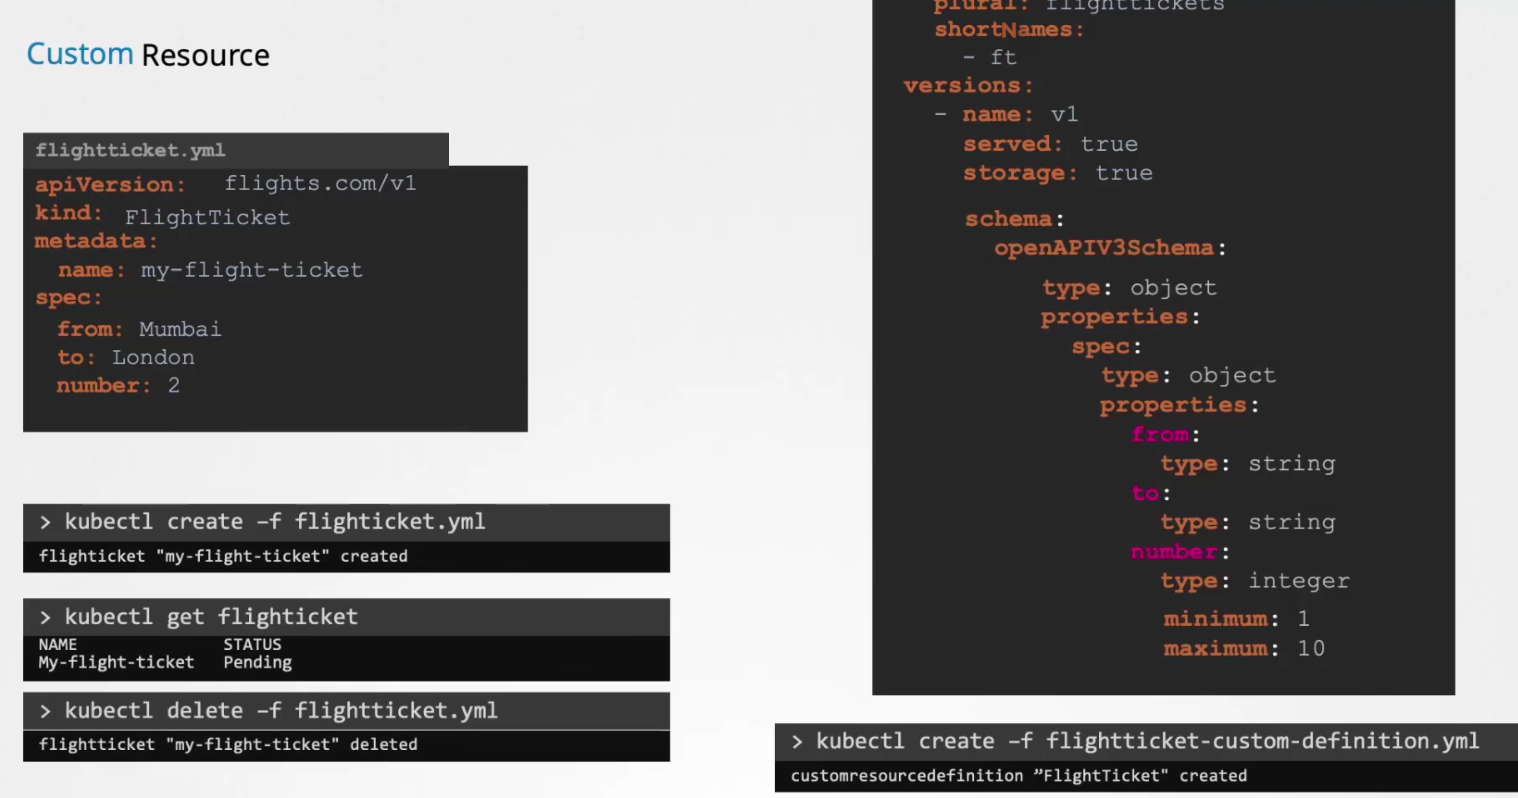 Custom Resource
flightticket.yml
apiVersion: flights.com/v1
kind: FlightTicket
metadata:
name: my-flight-ticket
spec:
from: Mumbai
to: London
number: 2
> kubectl create –f flighticket.yml
flighticket "my-flight-ticket" created
> kubectl get flighticket
NAME STATUS
My-flight-ticket Pending
> kubectl delete –f flightticket.yml
flightticket "my-flight-ticket" deleted
plural: flighttickets
shortNames:
- ft
versions:
- name: v1
served: true
storage: true
schema:
openAPIV3Schema:
type: object
properties:
spec:
type: object
properties:
from:
type: string
to:
type: string
number:
type: integer
minimum: 1
maximum: 10
> kubectl create –f flightticket-custom-definition.yml
customresourcedefinition ”FlightTicket" created